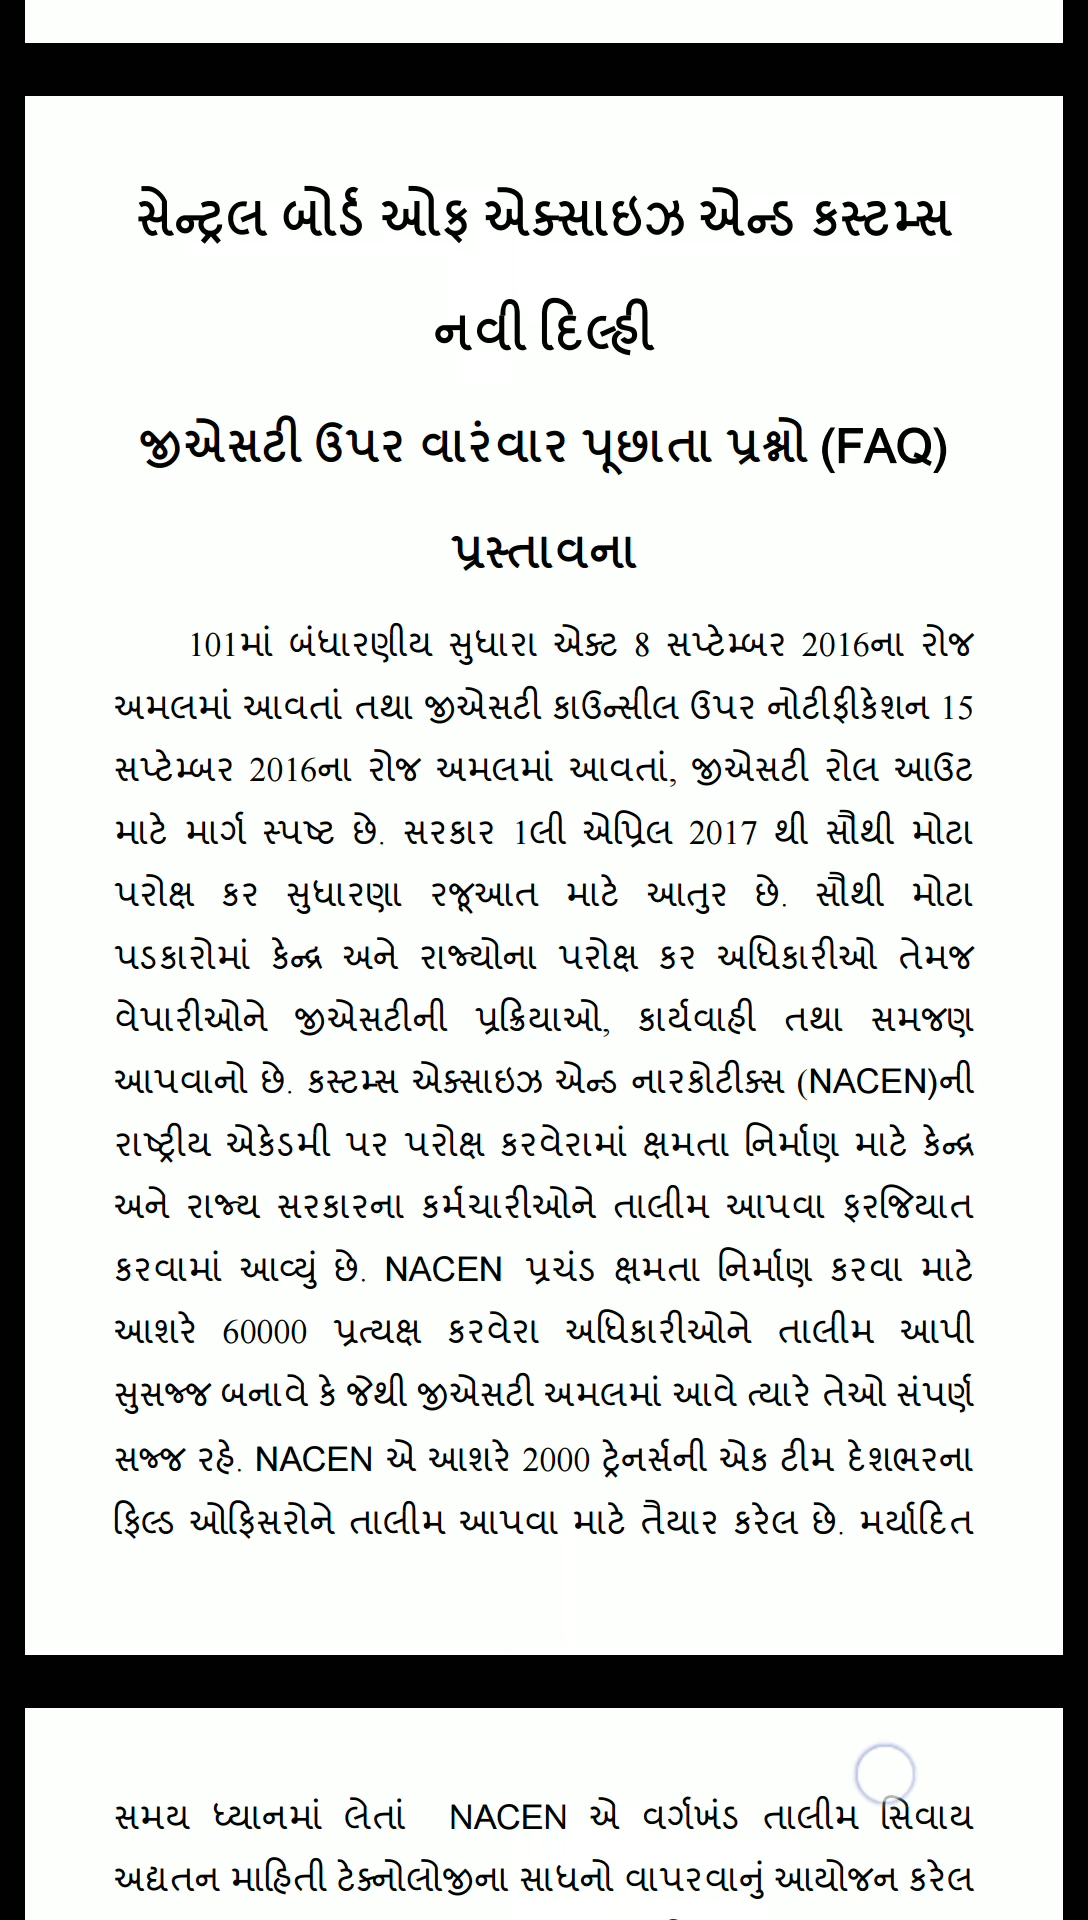 સેન્ટ્રલ બોર્ડ ઓફ એક્સાઇઝ એન્ડ કસ્ટમ્સ
નવી દિલ્હી
જીએસટી ઉપર વારંવાર પૂછાતા પ્રશ્નો (FAQ)
પ્રસ્તાવના
101માં બંધારણીય સુધારા એક્ટ 8 સપ્ટેમ્બર 2016ના રોજ
અમલમાં આવતાં તથા જીએસટી કાઉન્સીલ ઉપર નોટીફીકેશન 15
સપ્ટેમ્બર 2016ના રોજ અમલમાં આવતાં, જીએસટી રોલ આઉટ
માટે માર્ગ સ્પષ્ટ છે. સરકાર 1લી એપ્રિલ 2017 થી સૌથી મોટા
પરોક્ષ કર સુધારણા રજૂઆત માટે આતુર છે. સૌથી મોટા
પડકારોમાં કેન્દ્ર અને રાજ્યોના પરોક્ષ કર અધિકારીઓ તેમજ
વેપારીઓને જીએસટીની પ્રક્રિયાઓ, કાર્યવાહી તથા સમજણ
આપવાનો છે. કસ્ટમ્સ એક્સાઇઝ એન્ડ નારકોટીક્સ (NACEN)ની
રાષ્ટ્રીય એકેડમી પર પરોક્ષ કરવેરામાં ક્ષમતા નિર્માણ માટે કેન્દ્ર
અને રાજ્ય સરકારના કર્મચારીઓને તાલીમ આપવા ફરજિયાત
કરવામાં આવ્યું છે. NACEN પ્રચંડ ક્ષમતા નિર્માણ કરવા માટે
આશરે 60000 પ્રત્યક્ષ કરવેરા અધિકારીઓને તાલીમ આપી
સુસજ્જ બનાવે કે જેથી જીએસટી અમલમાં આવે ત્યારે તેઓ સંપર્ણ
સજ્જ રહે. NACEN એ આશરે 2000 ટ્રેનર્સની એક ટીમ દેશભરના
ફિલ્ડ ઓફિસરોને તાલીમ આપવા માટે તૈયાર કરેલ છે. મર્યાદિત
સમય ધ્યાનમાં લેતાં NACEN એ વર્ગખંડ તાલીમ સિવાય
અદ્યતન માહિતી ટેક્નોલોજીના સાધનો વાપરવાનું આયોજન કરેલ